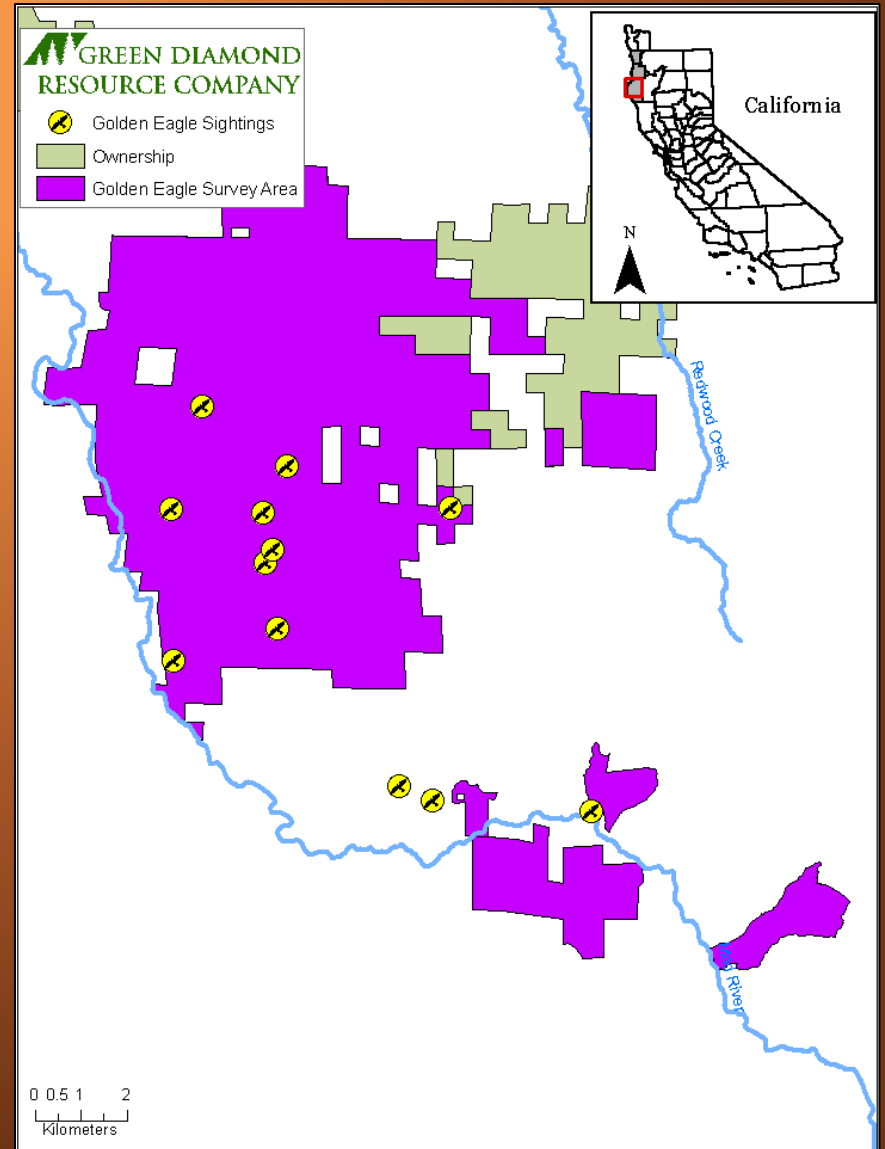 GREEN DIAMOND
RESOURCE COMPANY
Golden Eagle Sightings
Ownership
Golden Eagle Survey Area
California
N
Redwood Creek
River
0 0.5 1 2
Kilometers